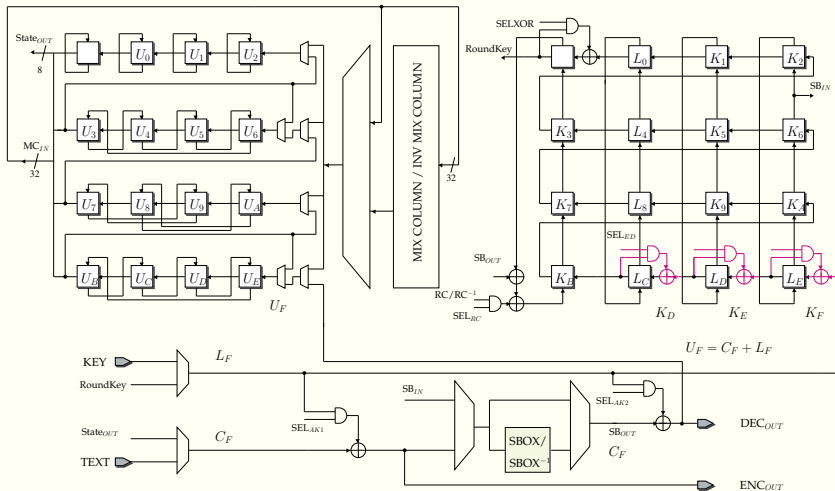 SELXOR
State_OUT
8
RoundKey
U_0 U_1 U_2
L_0 K_1 K_2
SB_IN
U_3 U_4 U_5 U_6
K_3 L_4 K_5 K_6
MC_IN
32
MIX COLUMN / INV MIX COLUMN
32
U_7 U_8 U_9 U_A
K_7 L_8 K_9 K_A
SEL_ED
SB_OUT
U_B U_C U_D U_E
K_B L_C L_D L_E
RC/RC^-1
SEL_RC
U_F
K_D K_E K_F
U_F = C_F + L_F
KEY
L_F
RoundKey
SB_IN
SEL_AK1
SEL_AK2
State_OUT
C_F
TEXT
SBOX/
SBOX^-1
SB_OUT
C_F
DEC_OUT
ENC_OUT